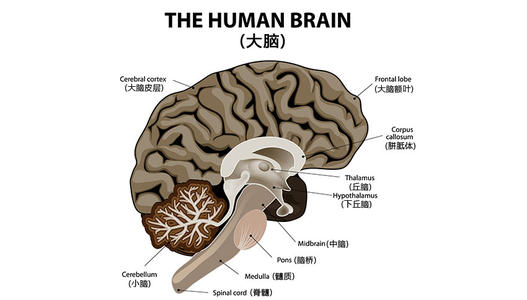 THE HUMAN BRAIN
(大脑)
Cerebral cortex
(大脑皮层)
Frontal lobe
(大脑额叶)
Corpus
callosum
(胼胝体)
Thalamus
(丘脑)
Hypothalamus
(下丘脑)
Midbrain (中脑)
Pons (脑桥)
Cerebellum
(小脑)
Medulla (髓质)
Spinal cord (脊髓)